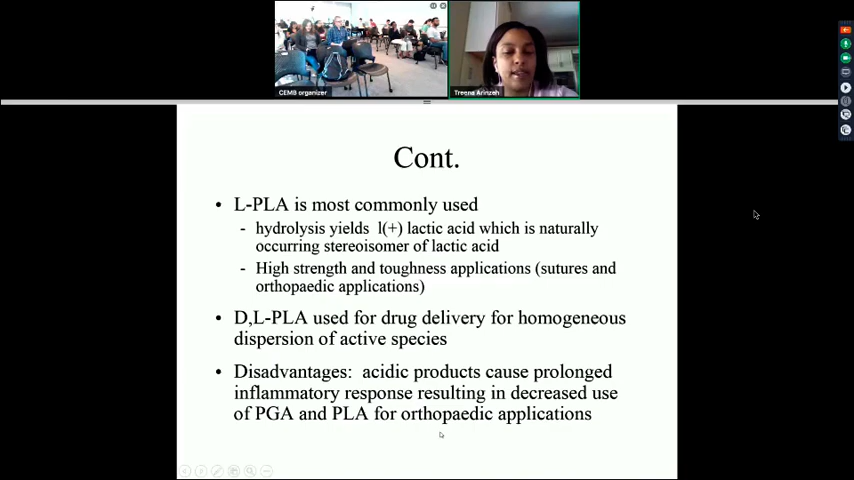 CEMB organizer
Treena Arinzeh
Cont.
• L-PLA is most commonly used
- hydrolysis yields l(+) lactic acid which is naturally
occurring stereoisomer of lactic acid
- High strength and toughness applications (sutures and
orthopaedic applications)
• D,L-PLA used for drug delivery for homogeneous
dispersion of active species
• Disadvantages: acidic products cause prolonged
inflammatory response resulting in decreased use
of PGA and PLA for orthopaedic applications